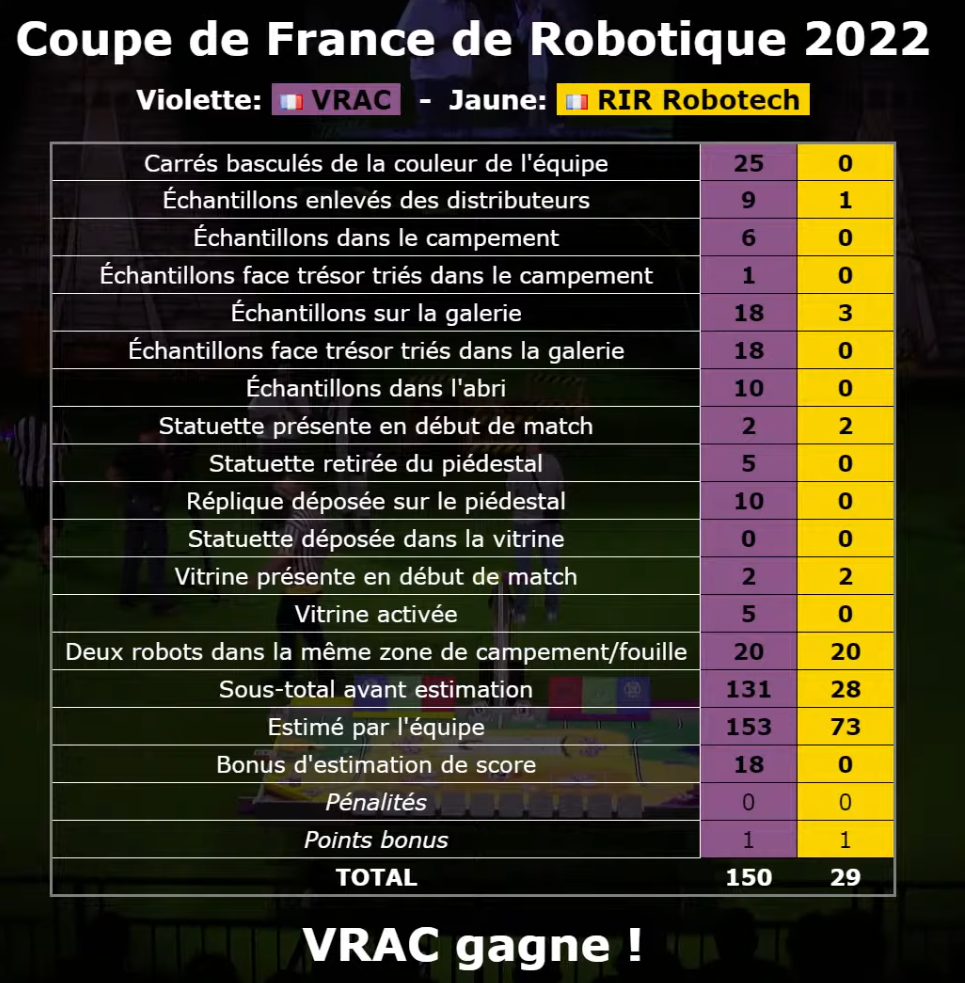 Coupe de France de Robotique 2022
Violette: VRAC - Jaune: RIR Robotech
Carrés basculés de la couleur de l'équipe 25 0
Échantillons enlevés des distributeurs 9 1
Échantillons dans le campement 6 0
Échantillons face trésor triés dans le campement 1 0
Échantillons sur la galerie 18 3
Échantillons face trésor triés dans la galerie 18 0
Échantillons dans l'abri 10 0
Statuette présente en début de match 2 2
Statuette retirée du piédestal 5 0
Réplique déposée sur le piédestal 10 0
Statuette déposée dans la vitrine 0 0
Vitrine présente en début de match 2 2
Vitrine activée 5 0
Deux robots dans la même zone de campement/fouille 20 20
Sous-total avant estimation 131 28
Estimé par l'équipe 153 73
Bonus d'estimation de score 18 0
Pénalités 0 0
Points bonus 1 1
TOTAL 150 29
VRAC gagne !